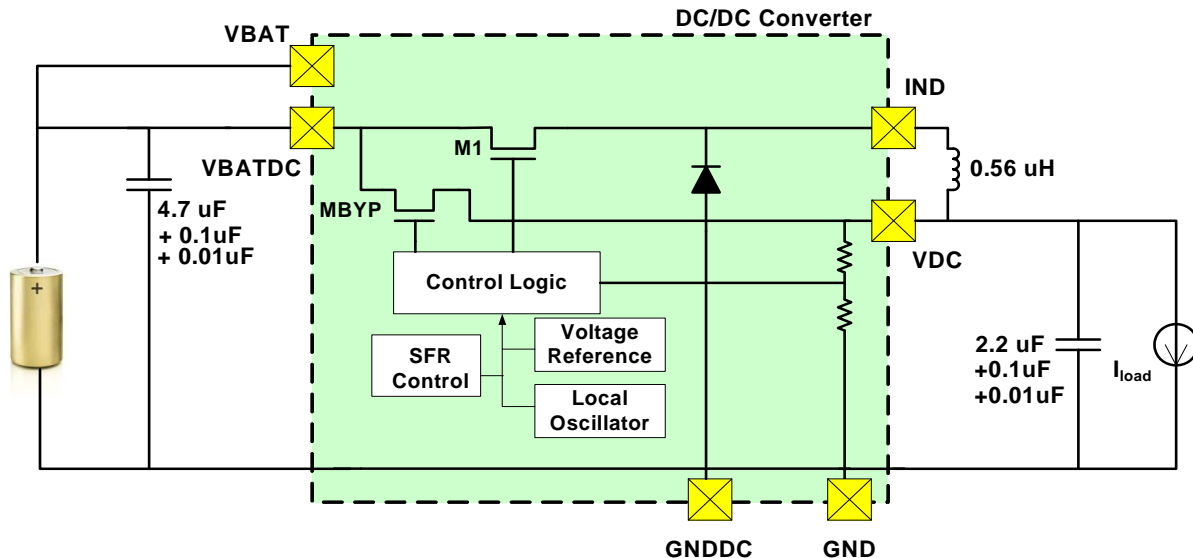 DC/DC Converter
VBAT
IND
VBATDC
M1
0.56 uH
4.7 uF
+ 0.1uF
+ 0.01uF
MBYP
VDC
+
Control Logic
Voltage
Reference
SFR
Control
Local
Oscillator
2.2 uF
+0.1uF
+0.01uF
Iload
GNDDC
GND